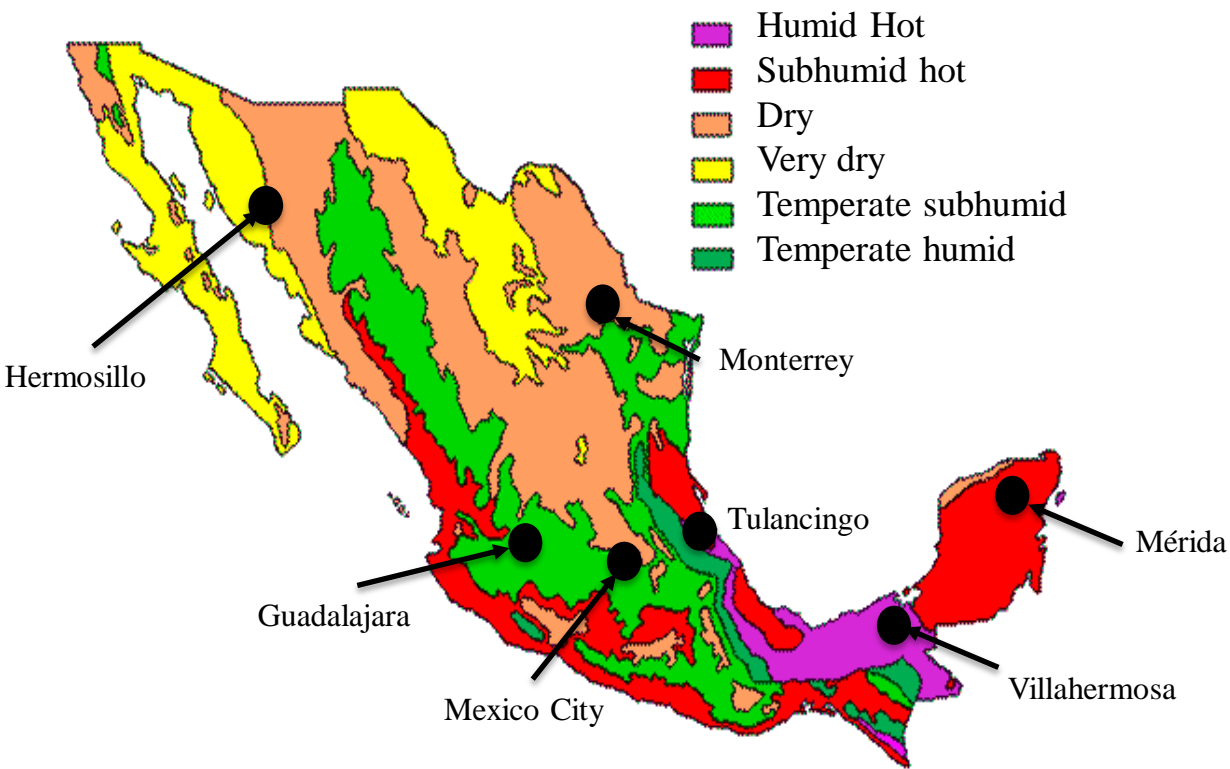 Humid Hot
Subhumid hot
Dry
Very dry
Temperate subhumid
Temperate humid
Hermosillo
Monterrey
Tulancingo
Mérida
Guadalajara
Mexico City
Villahermosa